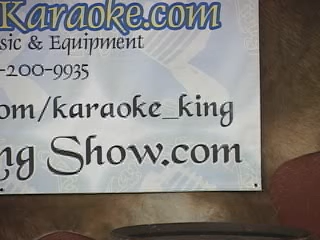 Karaoke.com
sic & Equipment
-200-9935
om/karaoke_king
ng Show.com